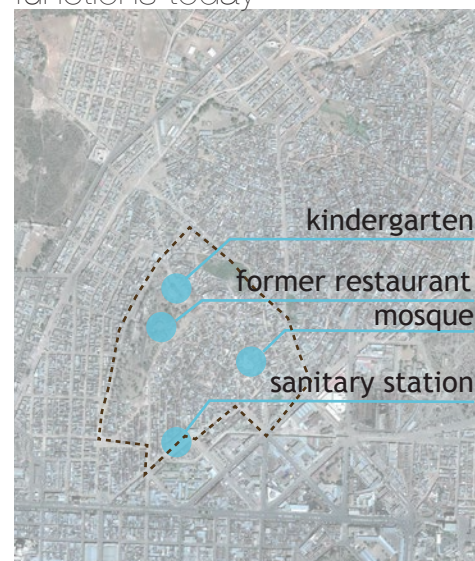 functions today
kindergarten
former restaurant
mosque
sanitary station